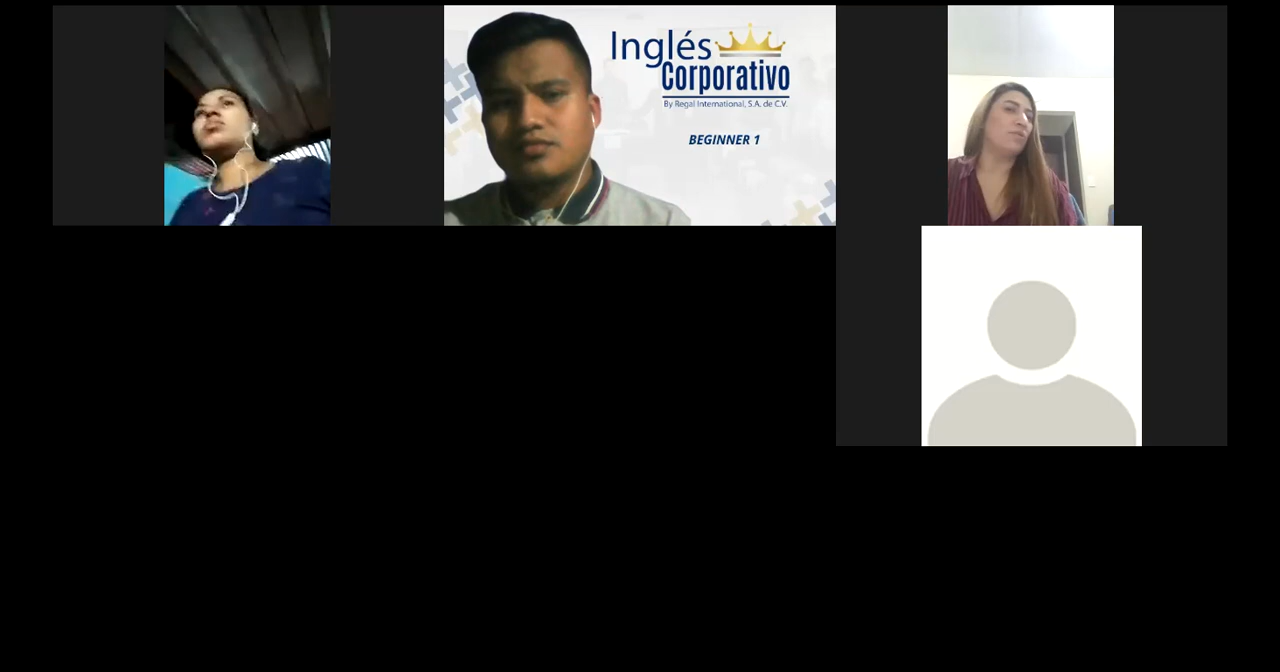 Inglés
Corporativo
By Regal International, S.A. de C.V.
BEGINNER 1